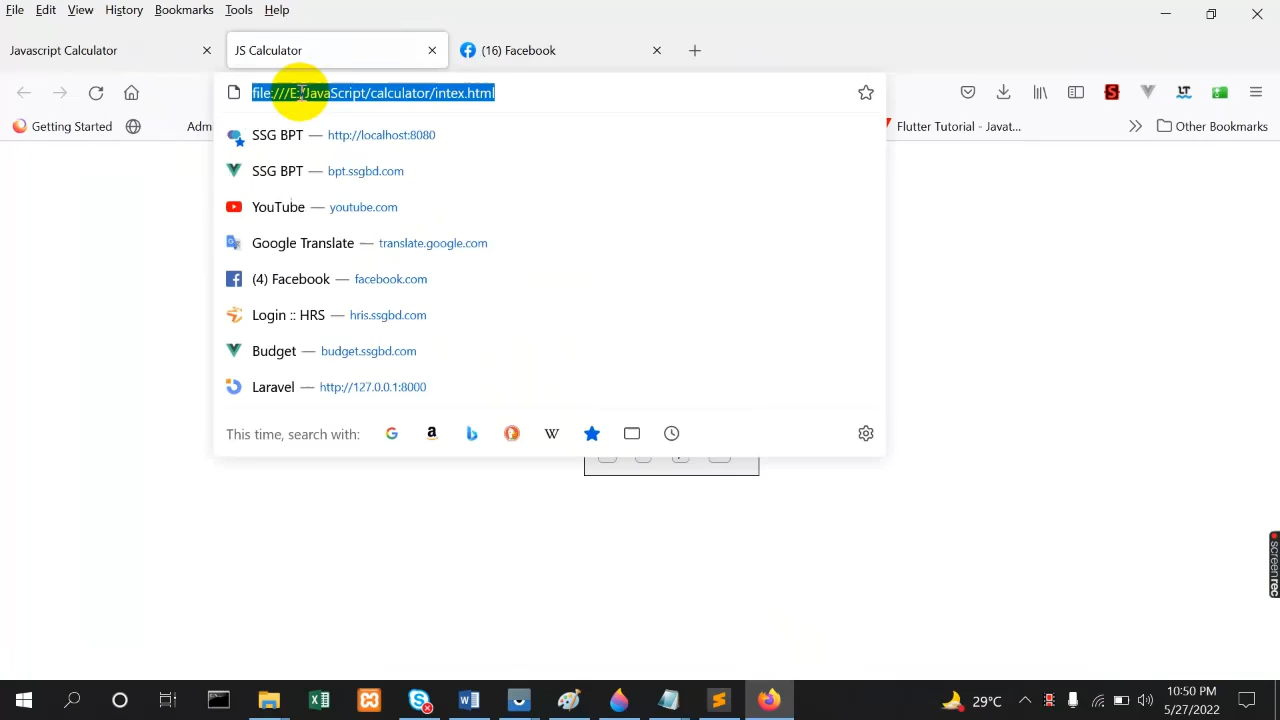 File Edit View History Bookmarks Tools Help
Javascript Calculator JS Calculator (16) Facebook
file:///E:/JavaScript/calculator/intex.html
Getting Started Adm Flutter Tutorial - Javat... Other Bookmarks
SSG BPT — http://localhost:8080
SSG BPT — bpt.ssgbd.com
YouTube — youtube.com
Google Translate — translate.google.com
(4) Facebook — facebook.com
Login :: HRS — hris.ssgbd.com
Budget — budget.ssgbd.com
Laravel — http://127.0.0.1:8000
This time, search with:
screenrec
29°C
10:50 PM
5/27/2022